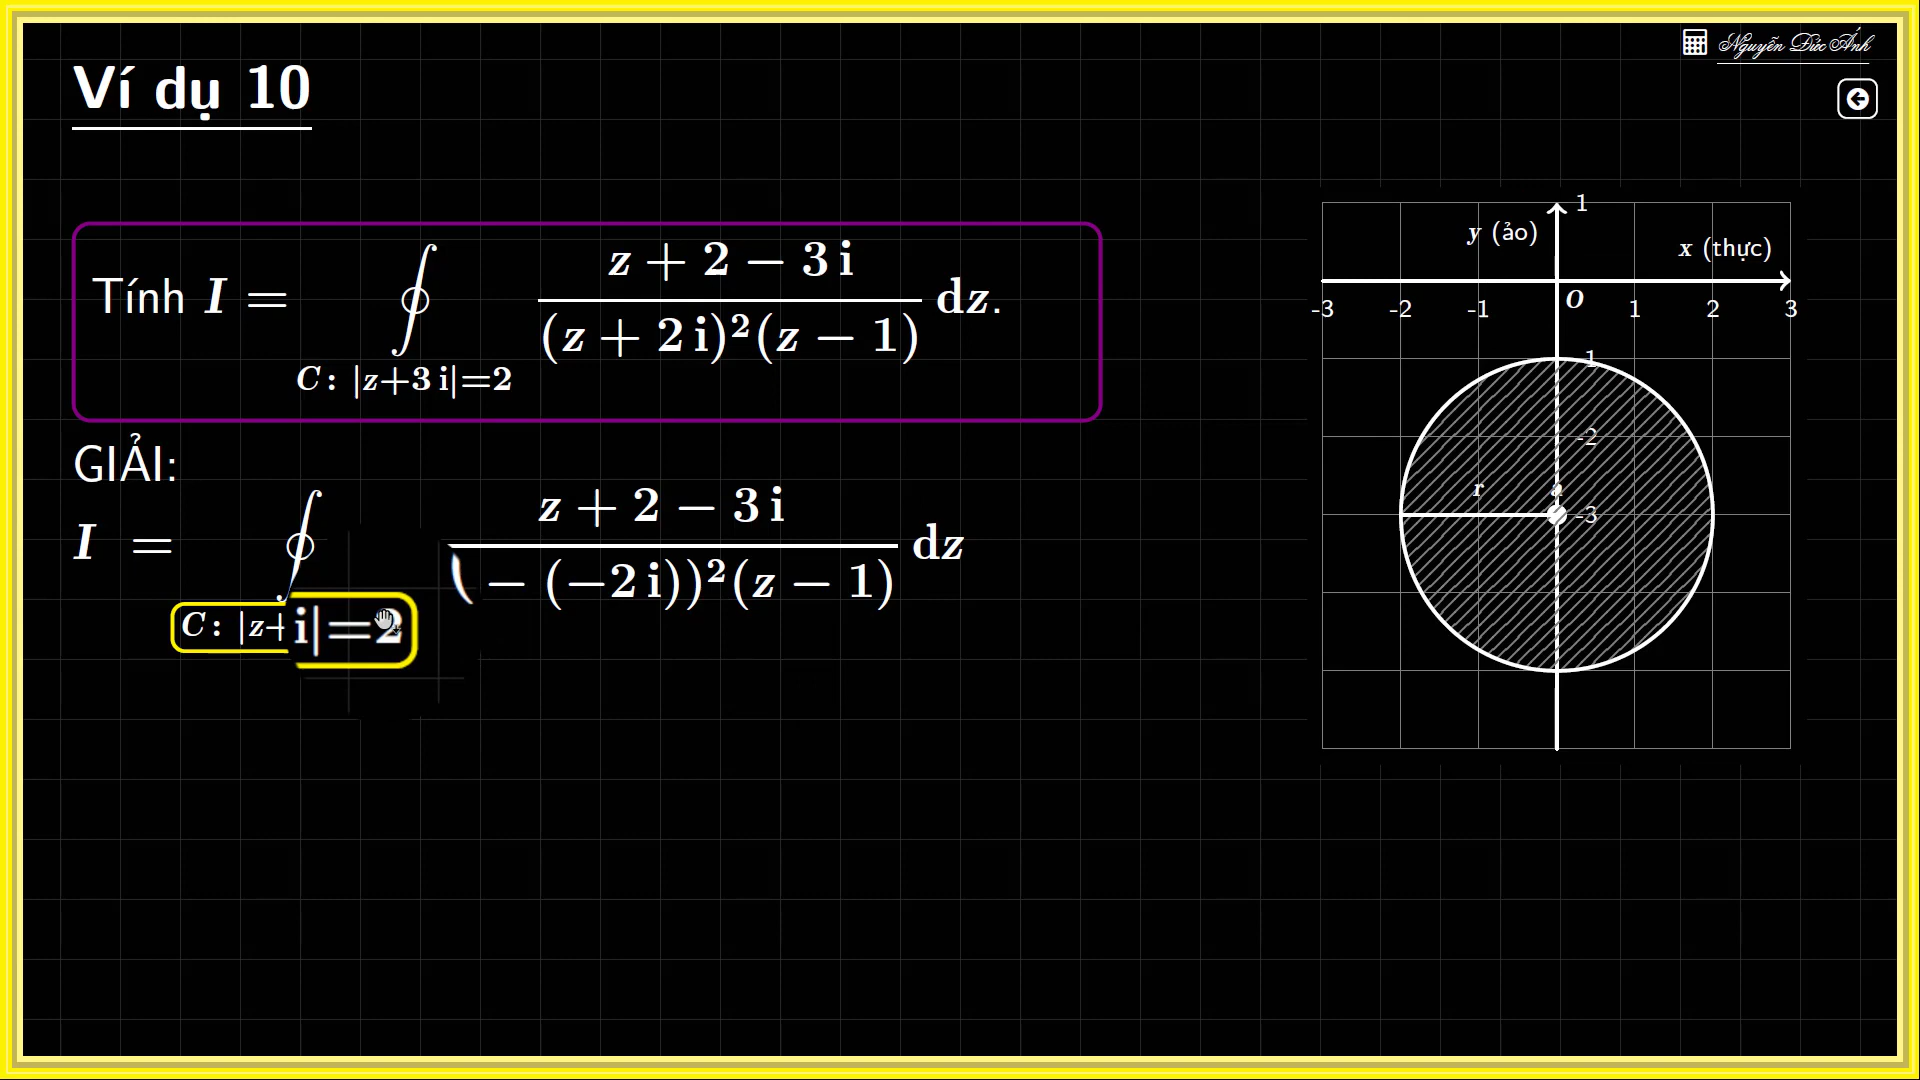 Nguyễn Đức Ánh
Ví dụ 10
Tính I = ∮ C: |z+3i|=2 (z + 2 − 3i) / ((z + 2i)²(z − 1)) dz.
GIẢI:
I = ∮ C: |z+ i|=2 (z + 2 − 3i) / (( − (−2i))²(z − 1)) dz
1
y (ảo)
x (thực)
-3 -2 -1 O 1 2 3
-1
-2
r a
-3